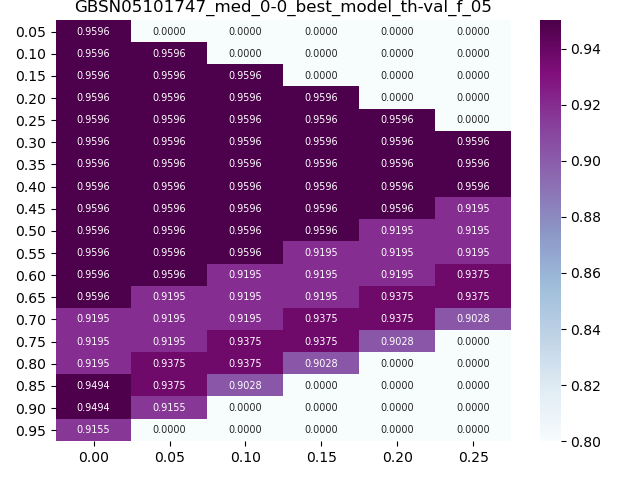 GBSN05101747_med_0-0_best_model_th-val_f_05
0.05 0.9596 0.0000 0.0000 0.0000 0.0000 0.0000
0.10 0.9596 0.9596 0.0000 0.0000 0.0000 0.0000
0.15 0.9596 0.9596 0.9596 0.0000 0.0000 0.0000
0.20 0.9596 0.9596 0.9596 0.9596 0.0000 0.0000
0.25 0.9596 0.9596 0.9596 0.9596 0.9596 0.0000
0.30 0.9596 0.9596 0.9596 0.9596 0.9596 0.9596
0.35 0.9596 0.9596 0.9596 0.9596 0.9596 0.9596
0.40 0.9596 0.9596 0.9596 0.9596 0.9596 0.9596
0.45 0.9596 0.9596 0.9596 0.9596 0.9596 0.9195
0.50 0.9596 0.9596 0.9596 0.9596 0.9195 0.9195
0.55 0.9596 0.9596 0.9596 0.9195 0.9195 0.9195
0.60 0.9596 0.9596 0.9195 0.9195 0.9195 0.9375
0.65 0.9596 0.9195 0.9195 0.9195 0.9375 0.9375
0.70 0.9195 0.9195 0.9195 0.9375 0.9375 0.9028
0.75 0.9195 0.9195 0.9375 0.9375 0.9028 0.0000
0.80 0.9195 0.9375 0.9375 0.9028 0.0000 0.0000
0.85 0.9494 0.9375 0.9028 0.0000 0.0000 0.0000
0.90 0.9494 0.9155 0.0000 0.0000 0.0000 0.0000
0.95 0.9155 0.0000 0.0000 0.0000 0.0000 0.0000
0.00 0.05 0.10 0.15 0.20 0.25
0.94
0.92
0.90
0.88
0.86
0.84
0.82
0.80